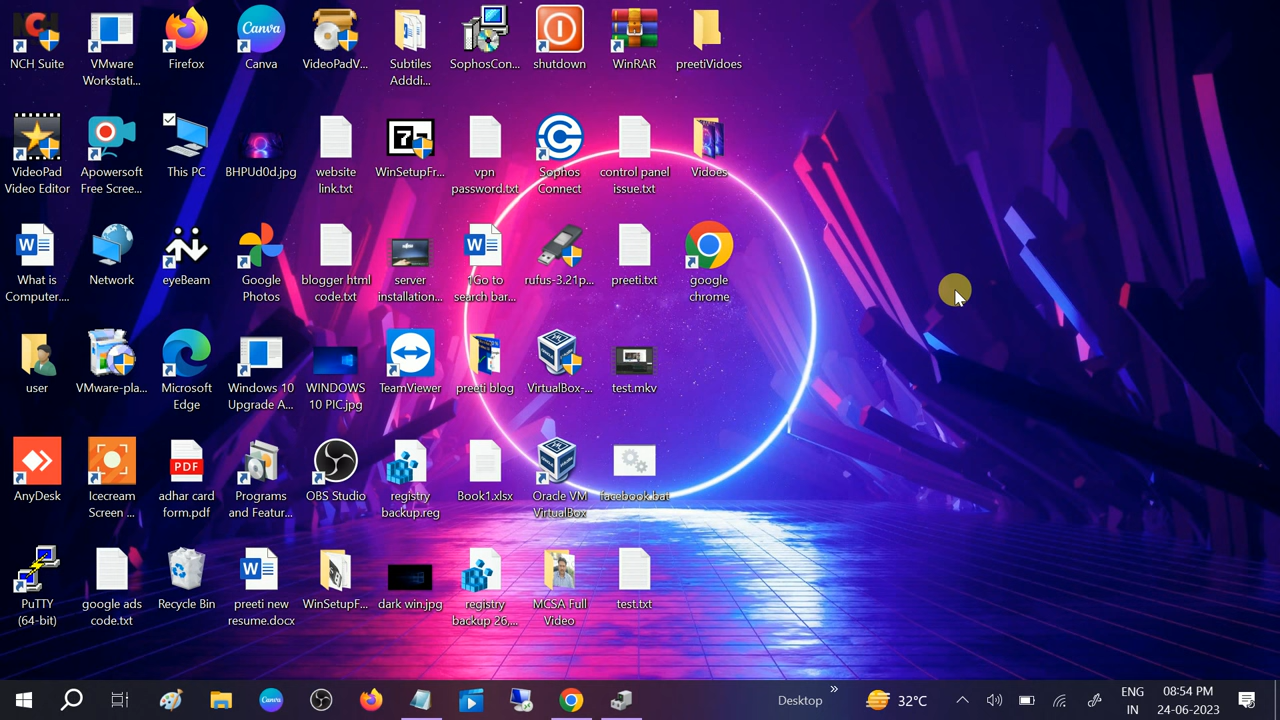 NCH Suite
VMware
Workstati...
Firefox
Canva
Canva
VideoPadV...
Subtiles
Adddi...
SophosCon...
shutdown
WinRAR
preetiVidoes
VideoPad
Video Editor
Apowersoft
Free Scree...
This PC
BHPUd0d.jpg
website
link.txt
WinSetupFr...
vpn
password.txt
Sophos
Connect
control panel
issue.txt
Vidoes
What is
Computer....
Network
eyeBeam
Google
Photos
blogger html
code.txt
server
installation...
1Go to
search bar...
rufus-3.21p...
preeti.txt
google
chrome
user
VMware-pla...
Microsoft
Edge
Windows 10
Upgrade A...
WINDOWS
10 PIC.jpg
TeamViewer
preeti blog
VirtualBox-...
test.mkv
AnyDesk
Icecream
Screen ...
PDF
adhar card
form.pdf
Programs
and Featur...
OBS Studio
registry
backup.reg
Book1.xlsx
Oracle VM
VirtualBox
facebook.bat
PuTTY
(64-bit)
google ads
code.txt
Recycle Bin
preeti new
resume.docx
WinSetupF...
dark win.jpg
registry
backup 26,...
MCSA Full
Video
test.txt
Canva
Desktop
32°C
ENG
IN
08:54 PM
24-06-2023